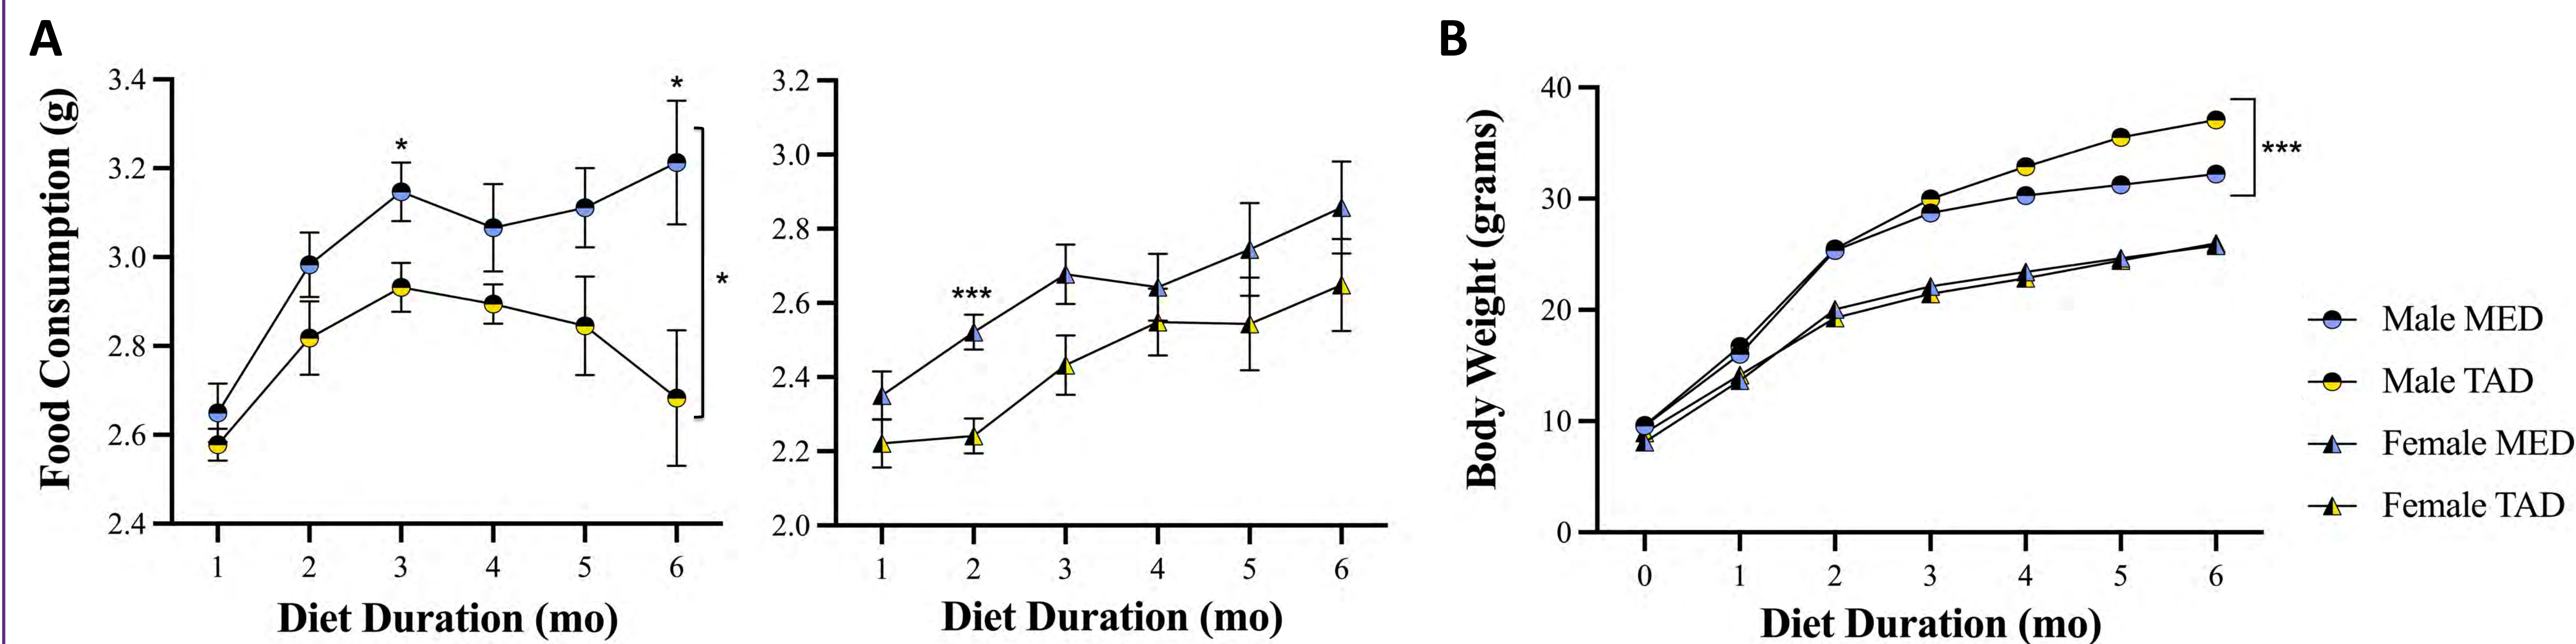 A
Food Consumption (g)
3.4
3.2
3.0
2.8
2.6
2.4
*
*
*
1 2 3 4 5 6
Diet Duration (mo)
3.2
3.0
2.8
2.6
2.4
2.2
2.0
***
1 2 3 4 5 6
Diet Duration (mo)
B
Body Weight (grams)
40
30
20
10
0
***
0 1 2 3 4 5 6
Diet Duration (mo)
Male MED
Male TAD
Female MED
Female TAD